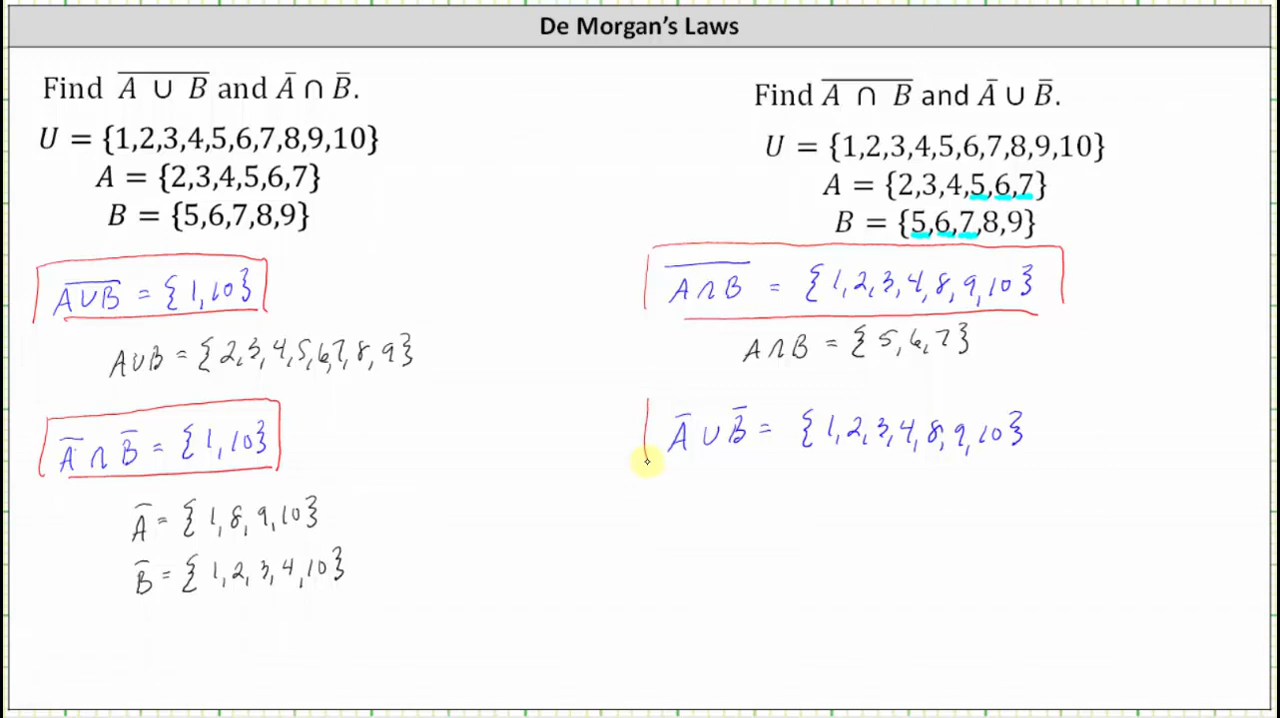 De Morgan's Laws
Find \overline{A ∪ B} and Ā ∩ B̄.
U = {1,2,3,4,5,6,7,8,9,10}
A = {2,3,4,5,6,7}
B = {5,6,7,8,9}
\overline{A∪B} = {1,10}
A∪B = {2,3,4,5,6,7,8,9}
Ā ∩ B̄ = {1,10}
Ā = {1,8,9,10}
B̄ = {1,2,3,4,10}
Find \overline{A ∩ B} and Ā ∪ B̄.
U = {1,2,3,4,5,6,7,8,9,10}
A = {2,3,4,5,6,7}
B = {5,6,7,8,9}
\overline{A∩B} = {1,2,3,4,8,9,10}
A∩B = {5,6,7}
Ā ∪ B̄ = {1,2,3,4,8,9,10}